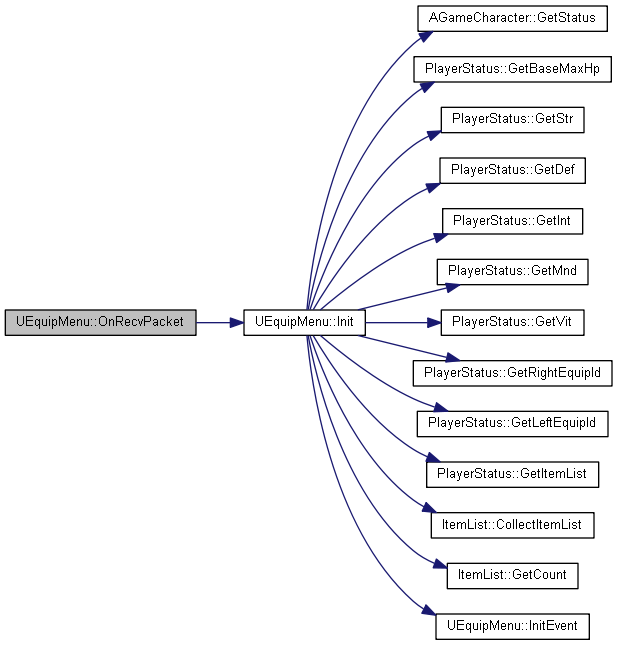 UEquipMenu::OnRecvPacket
UEquipMenu::Init
AGameCharacter::GetStatus
PlayerStatus::GetBaseMaxHp
PlayerStatus::GetStr
PlayerStatus::GetDef
PlayerStatus::GetInt
PlayerStatus::GetMnd
PlayerStatus::GetVit
PlayerStatus::GetRightEquipId
PlayerStatus::GetLeftEquipId
PlayerStatus::GetItemList
ItemList::CollectItemList
ItemList::GetCount
UEquipMenu::InitEvent